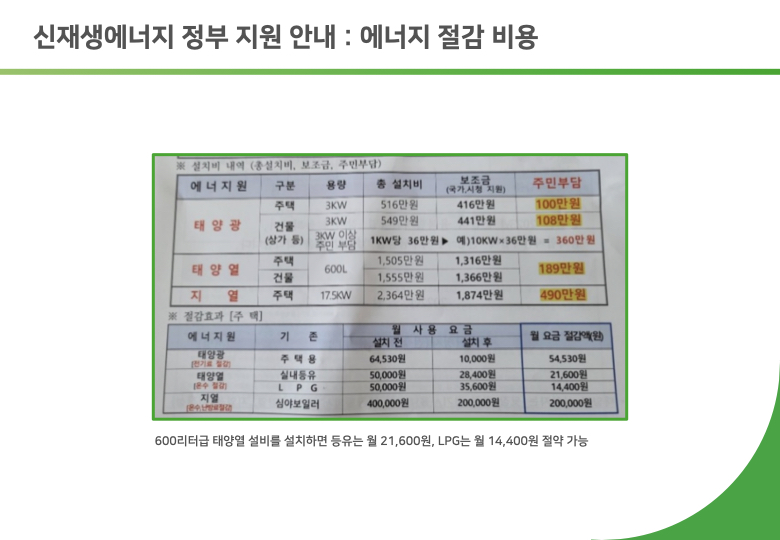 신재생에너지 정부 지원 안내 : 에너지 절감 비용
※ 설치비 내역 (총설치비, 보조금, 주민부담)
에너지원 구분 용량 총 설치비 보조금 (국가,시청 지원) 주민부담
태양광 주택 3KW 516만원 416만원 100만원
건물 (상가 등) 3KW 549만원 441만원 108만원
3KW 이상 주민 부담 1KW당 36만원▶ 예)10KW×36만원 = 360만원
태양열 주택 600L 1,505만원 1,316만원 189만원
건물 1,555만원 1,366만원
지 열 주택 17.5KW 2,364만원 1,874만원 490만원
※ 절감효과 [주 택]
에너지원 기 존 월 사용 요금 월 요금 절감액(원)
설치 전 설치 후
태양광 [전기료 절감] 주택용 64,530원 10,000원 54,530원
태양열 [온수 절감] 실내등유 50,000원 28,400원 21,600원
L P G 50,000원 35,600원 14,400원
지열 [온수,난방료절감] 심야보일러 400,000원 200,000원 200,000원
600리터급 태양열 설비를 설치하면 등유는 월 21,600원, LPG는 월 14,400원 절약 가능